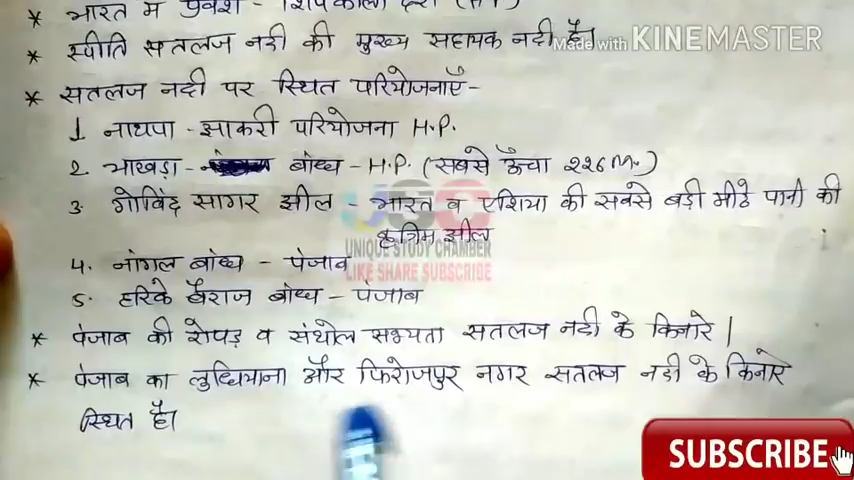 * भारत में प्रवेश - शिपकीला दर्रा (HP)
* स्पीति सतलज नदी की मुख्य सहायक नदी है।
Made with KINEMASTER
* सतलज नदी पर स्थित परियोजनाएँ-
1 नाथपा - झाकरी परियोजना H.P.
2. भाखड़ा - बाँध - H.P. (सबसे ऊँचा 226 M.)
3. गोविंद सागर झील - भारत व एशिया की सबसे बड़ी मीठे पानी की
कृत्रिम झील
UNIQUE STUDY CHAMBER
LIKE SHARE SUBSCRIBE
4. नांगल बाँध - पंजाब
5. हरिके बैराज बाँध - पंजाब
* पंजाब की रोपड़ व संघोल सभ्यता सतलज नदी के किनारे |
* पंजाब का लुधियाना और फिरोजपुर नगर सतलज नदी के किनारे
स्थित है।
SUBSCRIBE